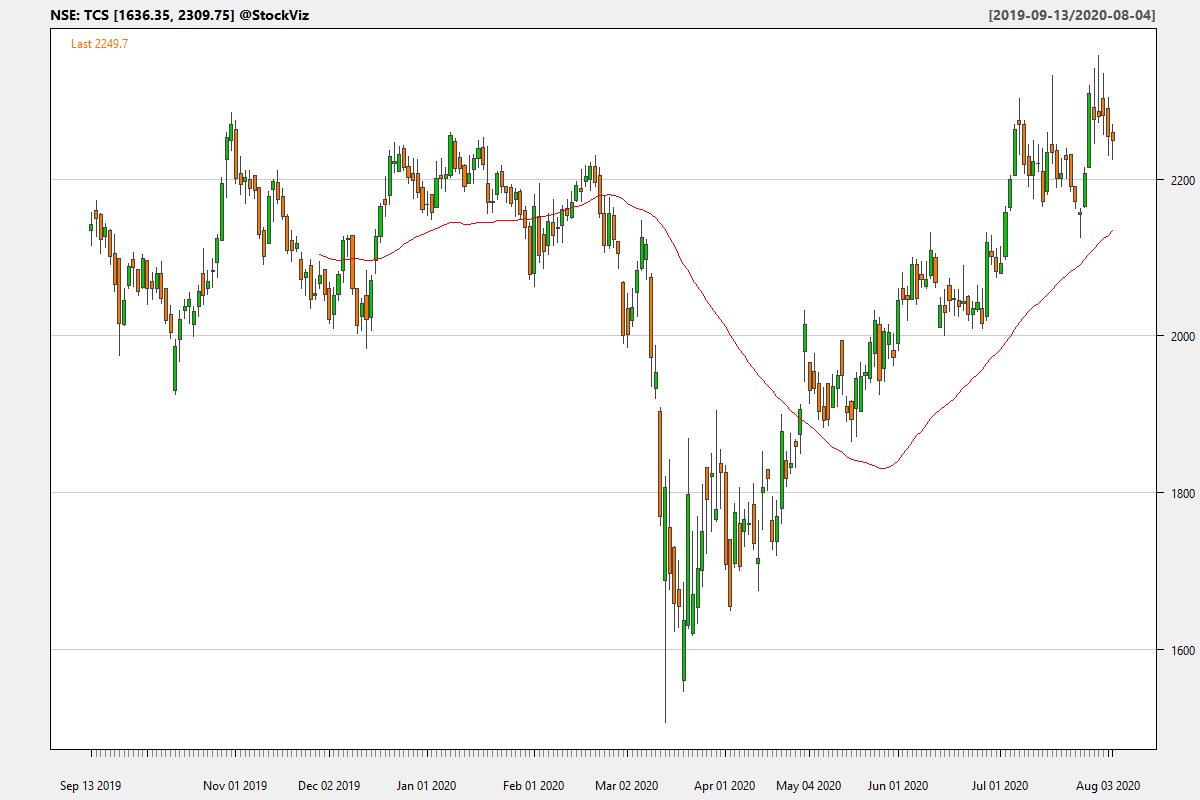 NSE: TCS [1636.35, 2309.75] @StockViz
[2019-09-13/2020-08-04]
Last 2249.7
2200
2000
1800
1600
Sep 13 2019 Nov 01 2019 Dec 02 2019 Jan 01 2020 Feb 01 2020 Mar 02 2020 Apr 01 2020 May 04 2020 Jun 01 2020 Jul 01 2020 Aug 03 2020